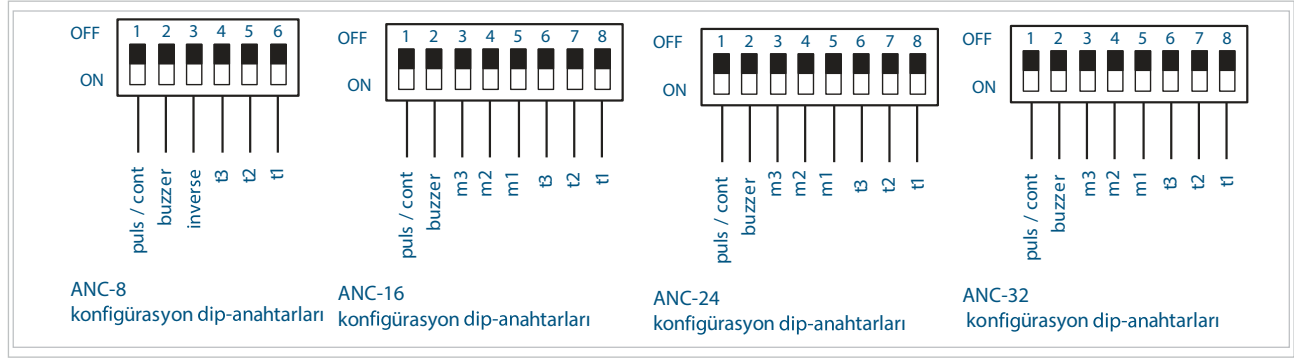 OFF 1 2 3 4 5 6
ON
puls / cont
buzzer
inverse
t3
t2
t1
ANC-8
konfigürasyon dip-anahtarları
OFF 1 2 3 4 5 6 7 8
ON
puls / cont
buzzer
m3
m2
m1
t3
t2
t1
ANC-16
konfigürasyon dip-anahtarları
OFF 1 2 3 4 5 6 7 8
ON
puls / cont
buzzer
m3
m2
m1
t3
t2
t1
ANC-24
konfigürasyon dip-anahtarları
OFF 1 2 3 4 5 6 7 8
ON
puls / cont
buzzer
m3
m2
m1
t3
t2
t1
ANC-32
konfigürasyon dip-anahtarları